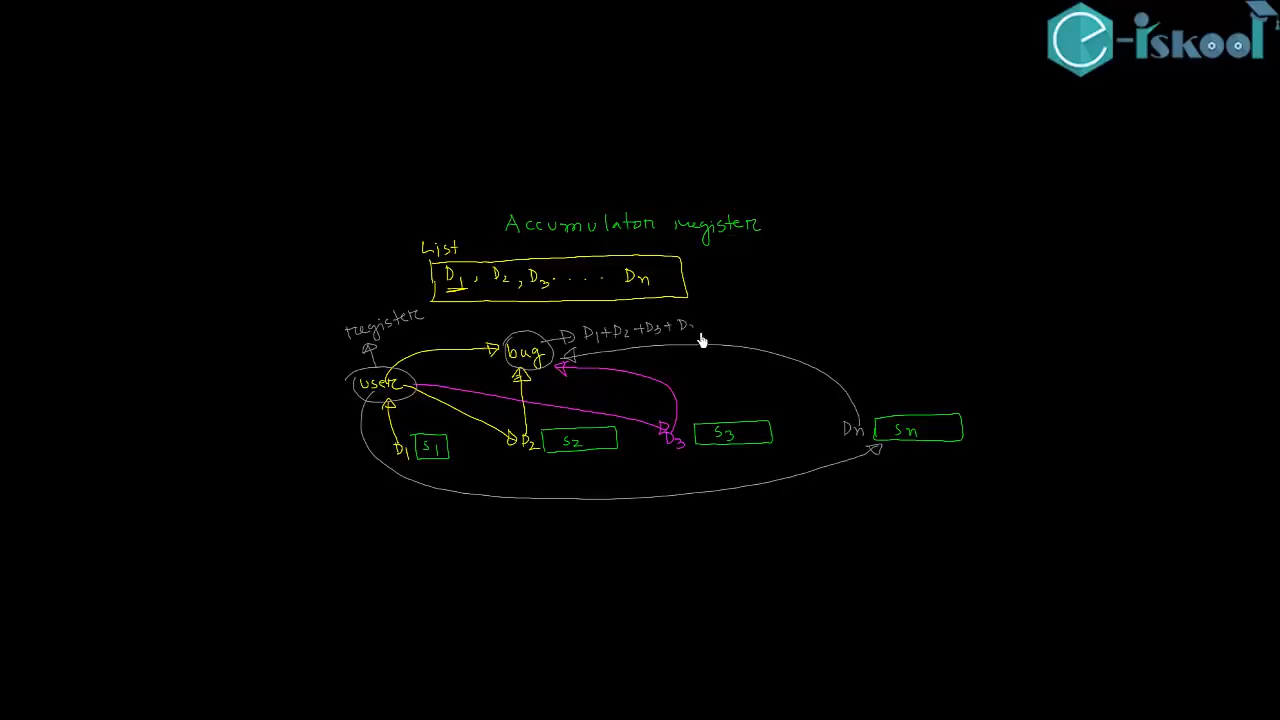 e-iskool
Accumulator register
List
D1, D2, D3 . . . . Dn
register
D1+D2+D3+D
bug
user
D1 S1
D2 S2
D3 S3
Dn Sn